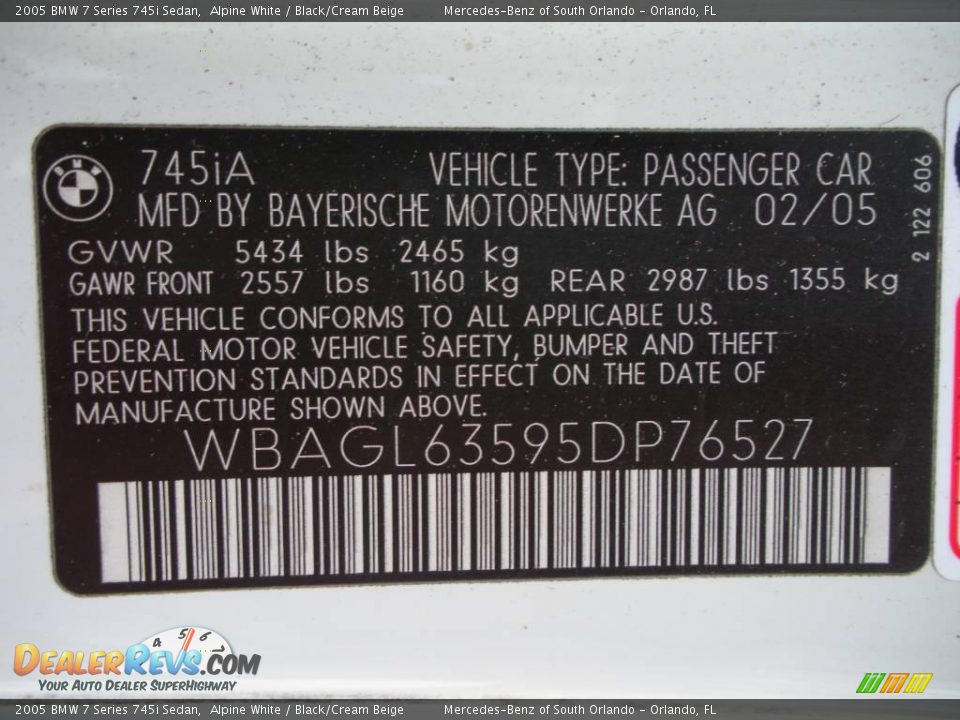 2005 BMW 7 Series 745i Sedan, Alpine White / Black/Cream Beige Mercedes-Benz of South Orlando - Orlando, FL
BMW
745iA VEHICLE TYPE: PASSENGER CAR
MFD BY BAYERISCHE MOTORENWERKE AG 02/05
2 122 606
GVWR 5434 lbs 2465 kg
GAWR FRONT 2557 lbs 1160 kg REAR 2987 lbs 1355 kg
THIS VEHICLE CONFORMS TO ALL APPLICABLE U.S.
FEDERAL MOTOR VEHICLE SAFETY, BUMPER AND THEFT
PREVENTION STANDARDS IN EFFECT ON THE DATE OF
MANUFACTURE SHOWN ABOVE.
WBAGL63595DP76527
4 5 6
DEALERREVS.COM
YOUR AUTO DEALER SUPERHIGHWAY
2005 BMW 7 Series 745i Sedan, Alpine White / Black/Cream Beige Mercedes-Benz of South Orlando - Orlando, FL